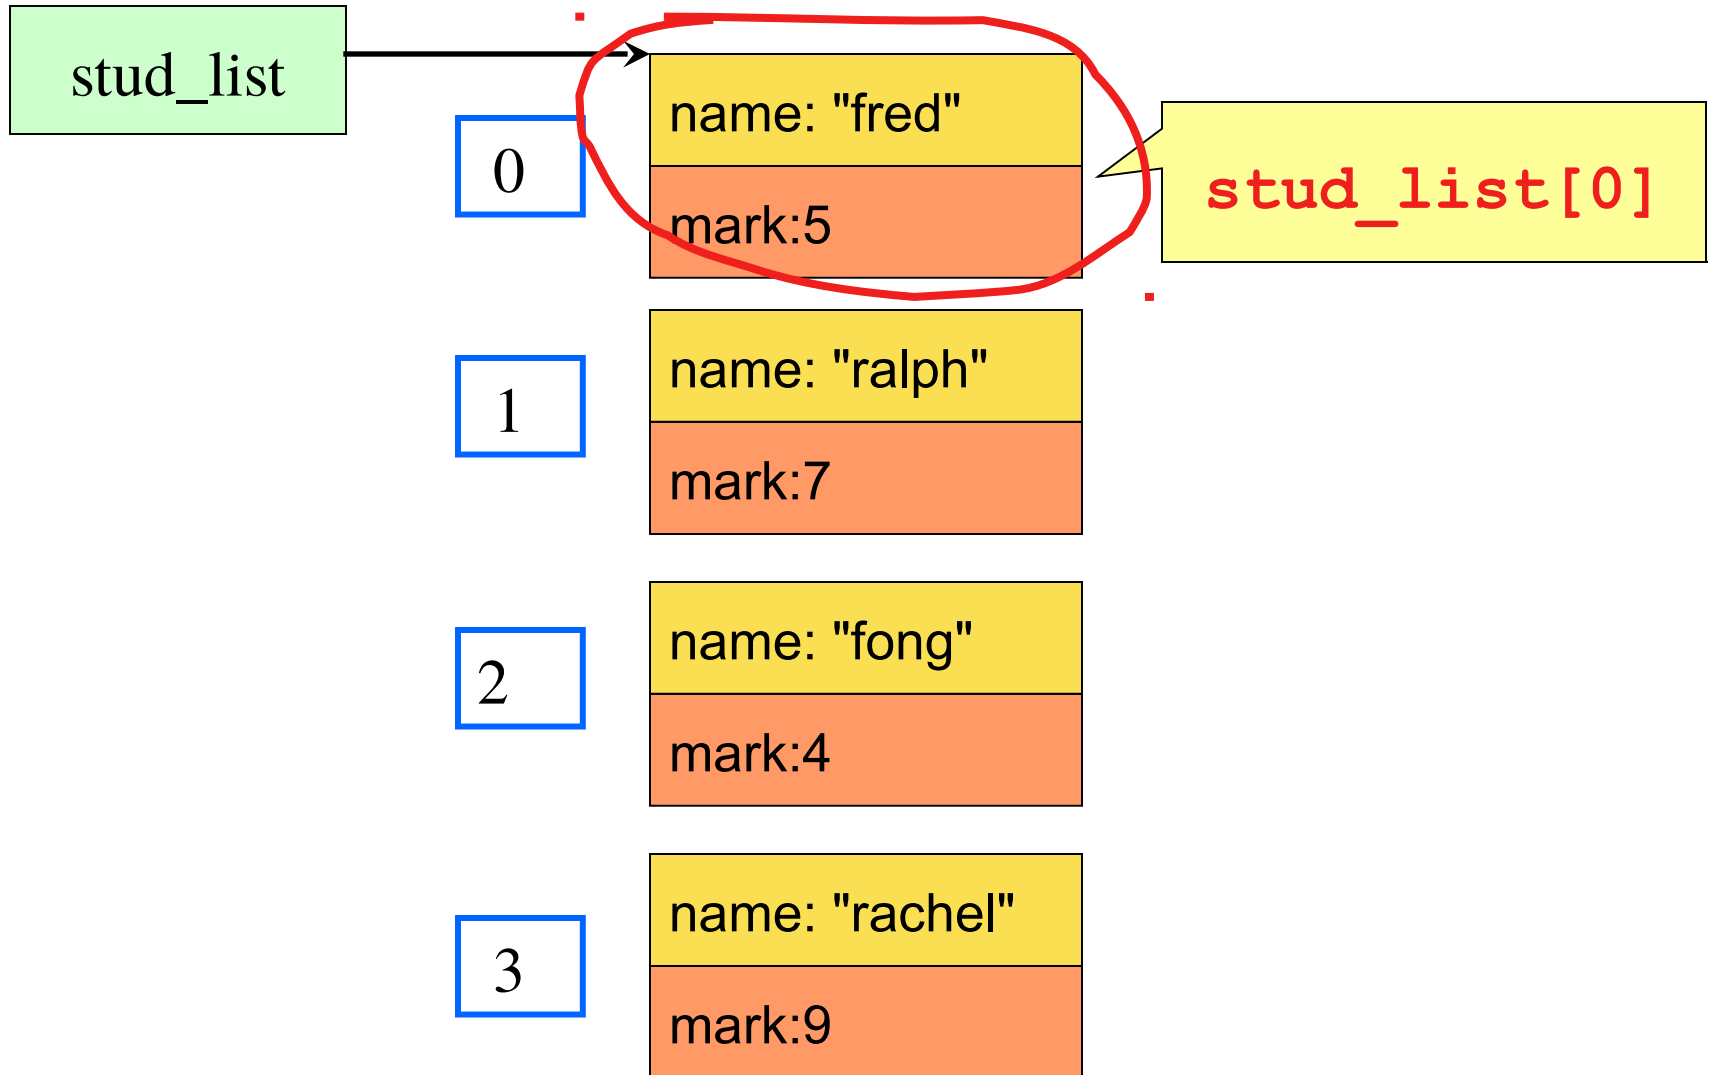 stud_list
name: "fred"
0
mark:5
stud_list[0]
name: "ralph"
1
mark:7
name: "fong"
2
mark:4
name: "rachel"
3
mark:9